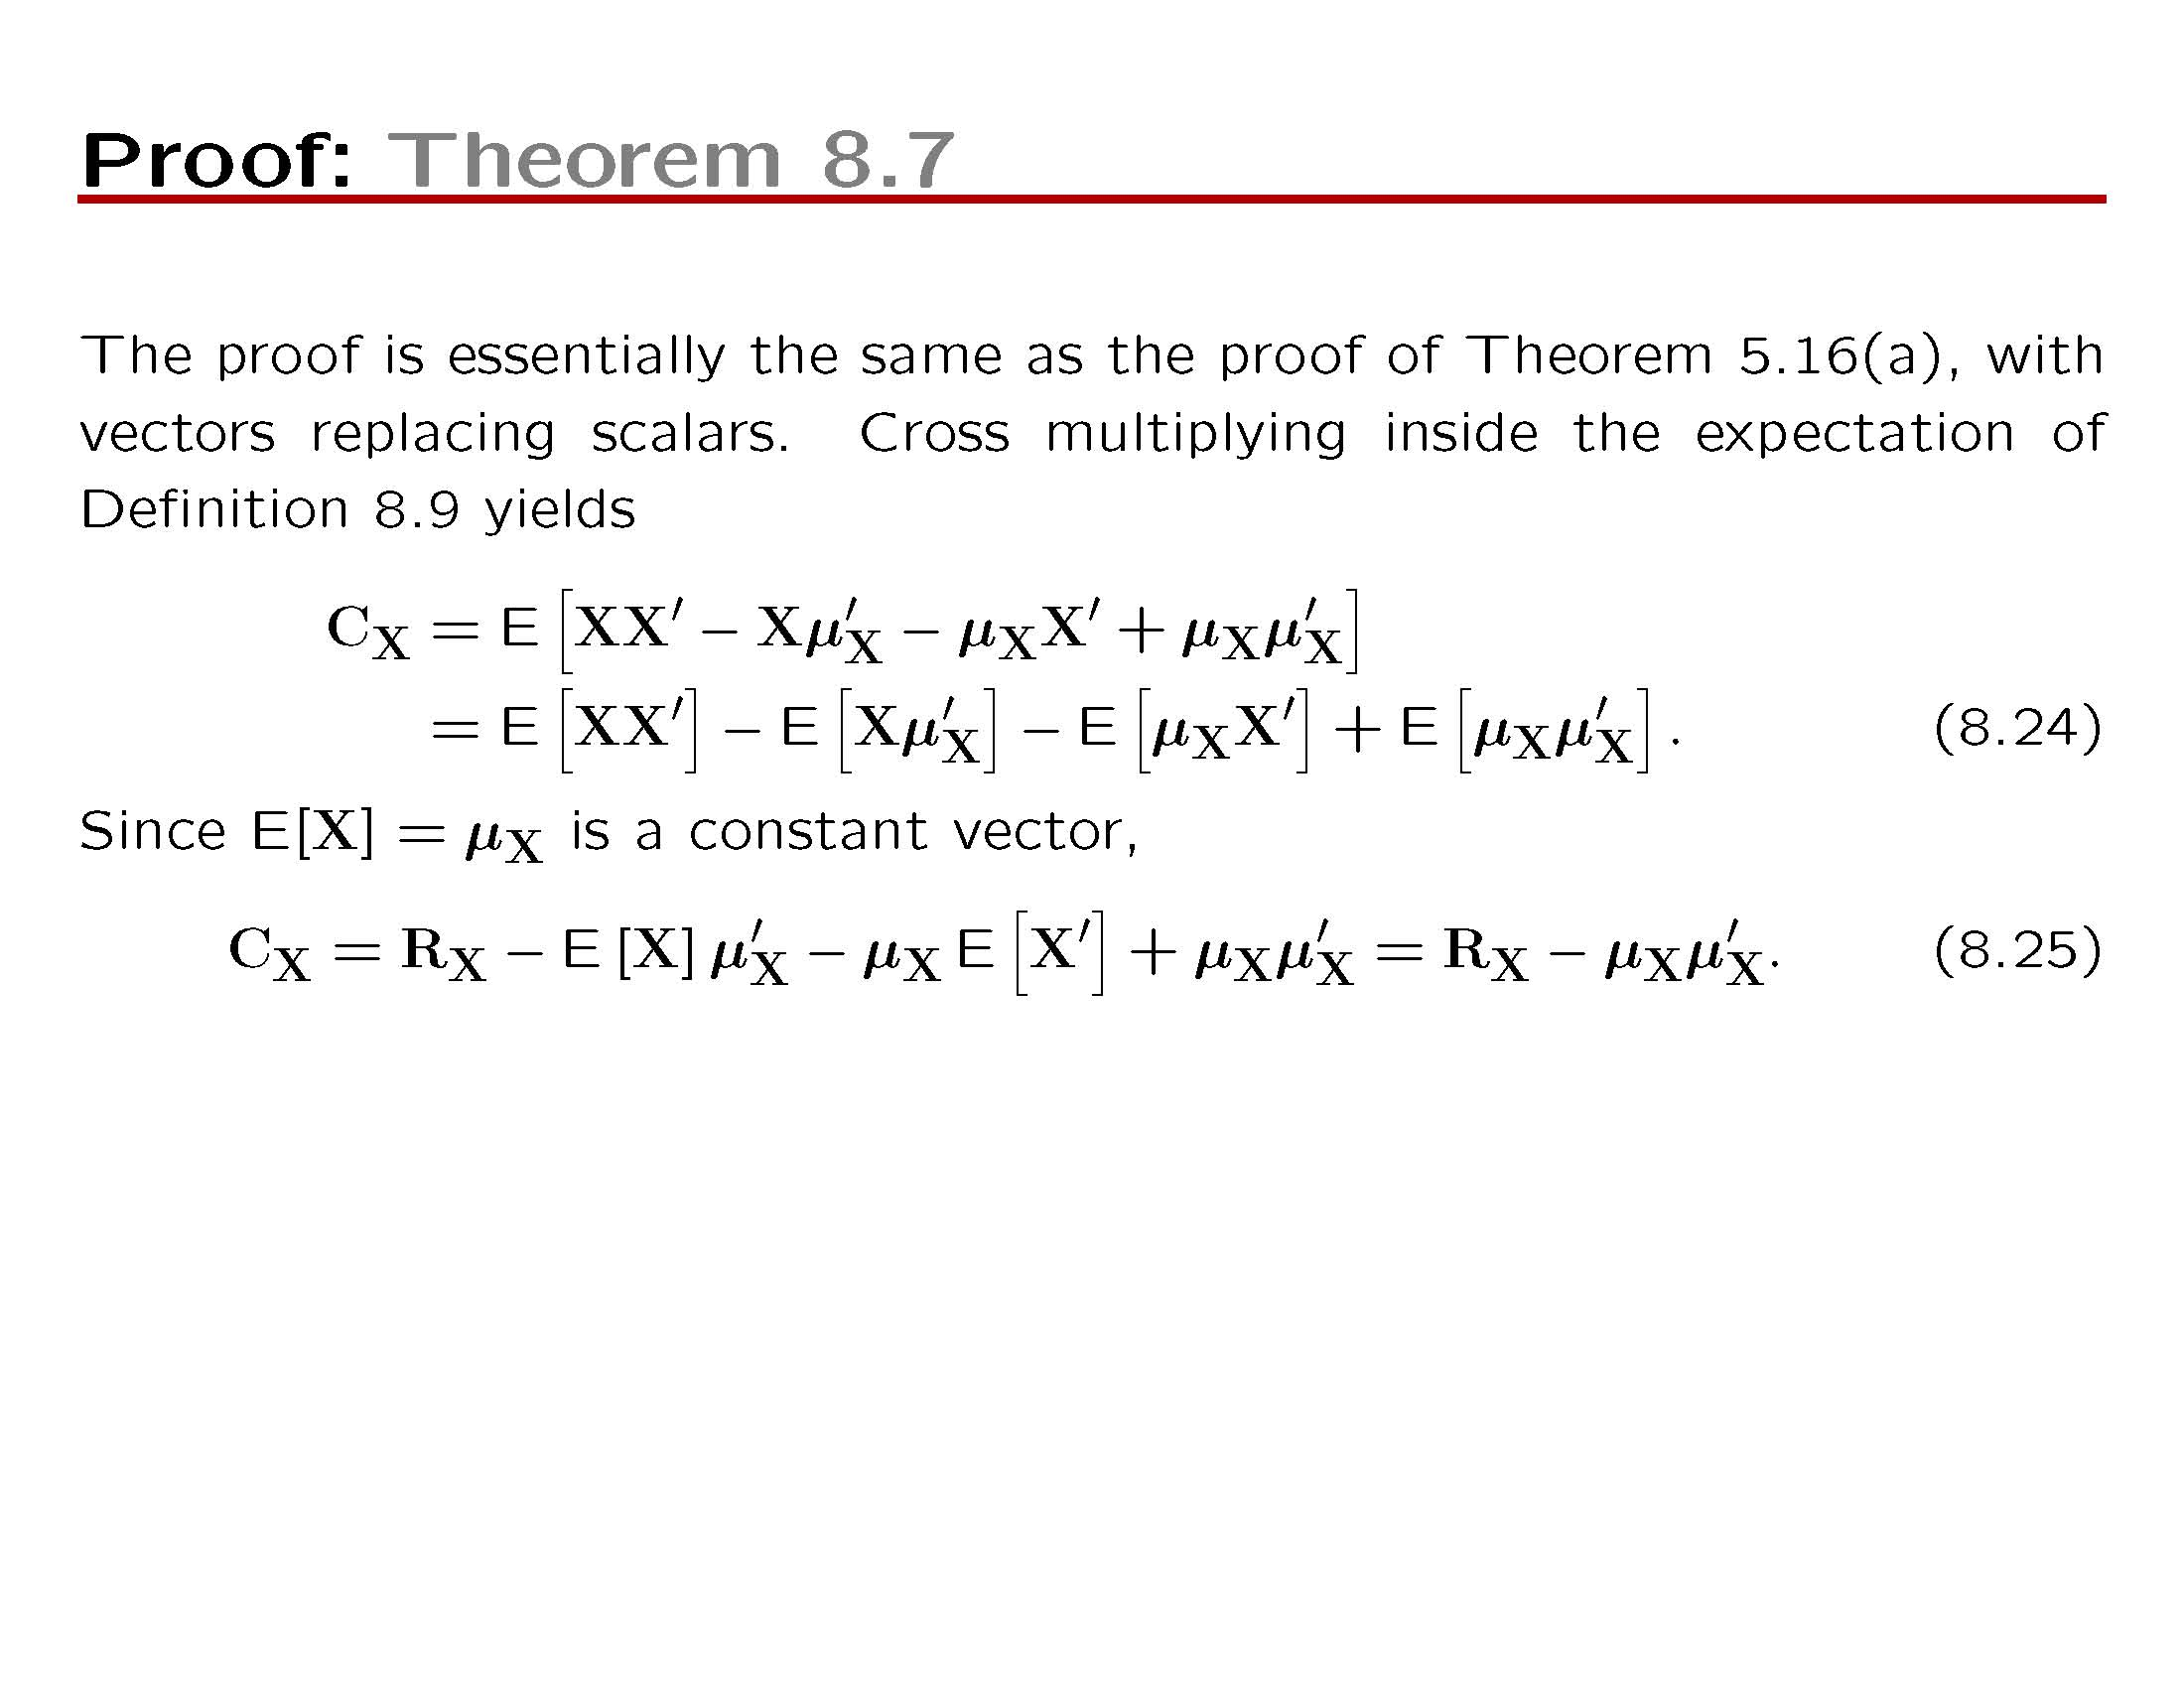 Proof: Theorem 8.7
The proof is essentially the same as the proof of Theorem 5.16(a), with
vectors replacing scalars. Cross multiplying inside the expectation of
Definition 8.9 yields
C_X = E [XX′ − Xμ′_X − μ_X X′ + μ_X μ′_X]
= E [XX′] − E [Xμ′_X] − E [μ_X X′] + E [μ_X μ′_X] . (8.24)
Since E[X] = μ_X is a constant vector,
C_X = R_X − E [X] μ′_X − μ_X E [X′] + μ_X μ′_X = R_X − μ_X μ′_X. (8.25)